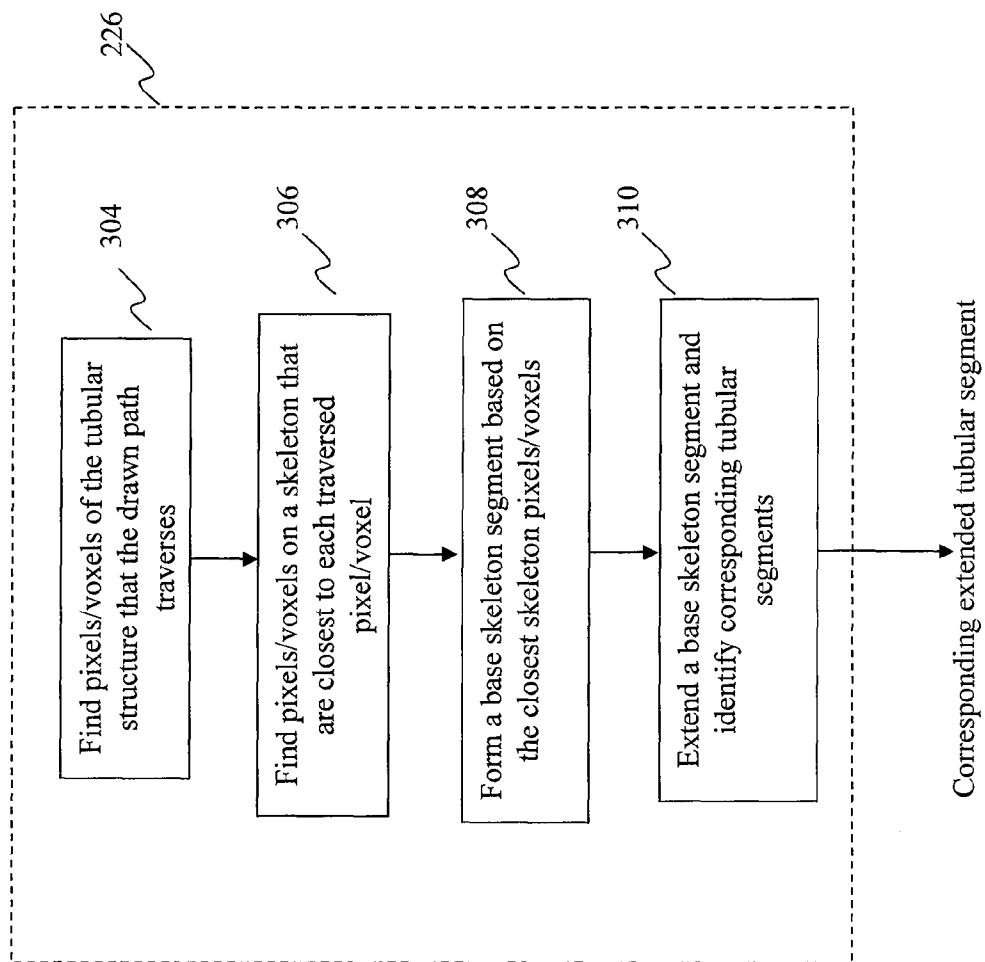 226
304
Find pixels/voxels of the tubular
structure that the drawn path
traverses
306
Find pixels/voxels on a skeleton that
are closest to each traversed
pixel/voxel
308
Form a base skeleton segment based on
the closest skeleton pixels/voxels
310
Extend a base skeleton segment and
identify corresponding tubular
segments
Corresponding extended tubular segment